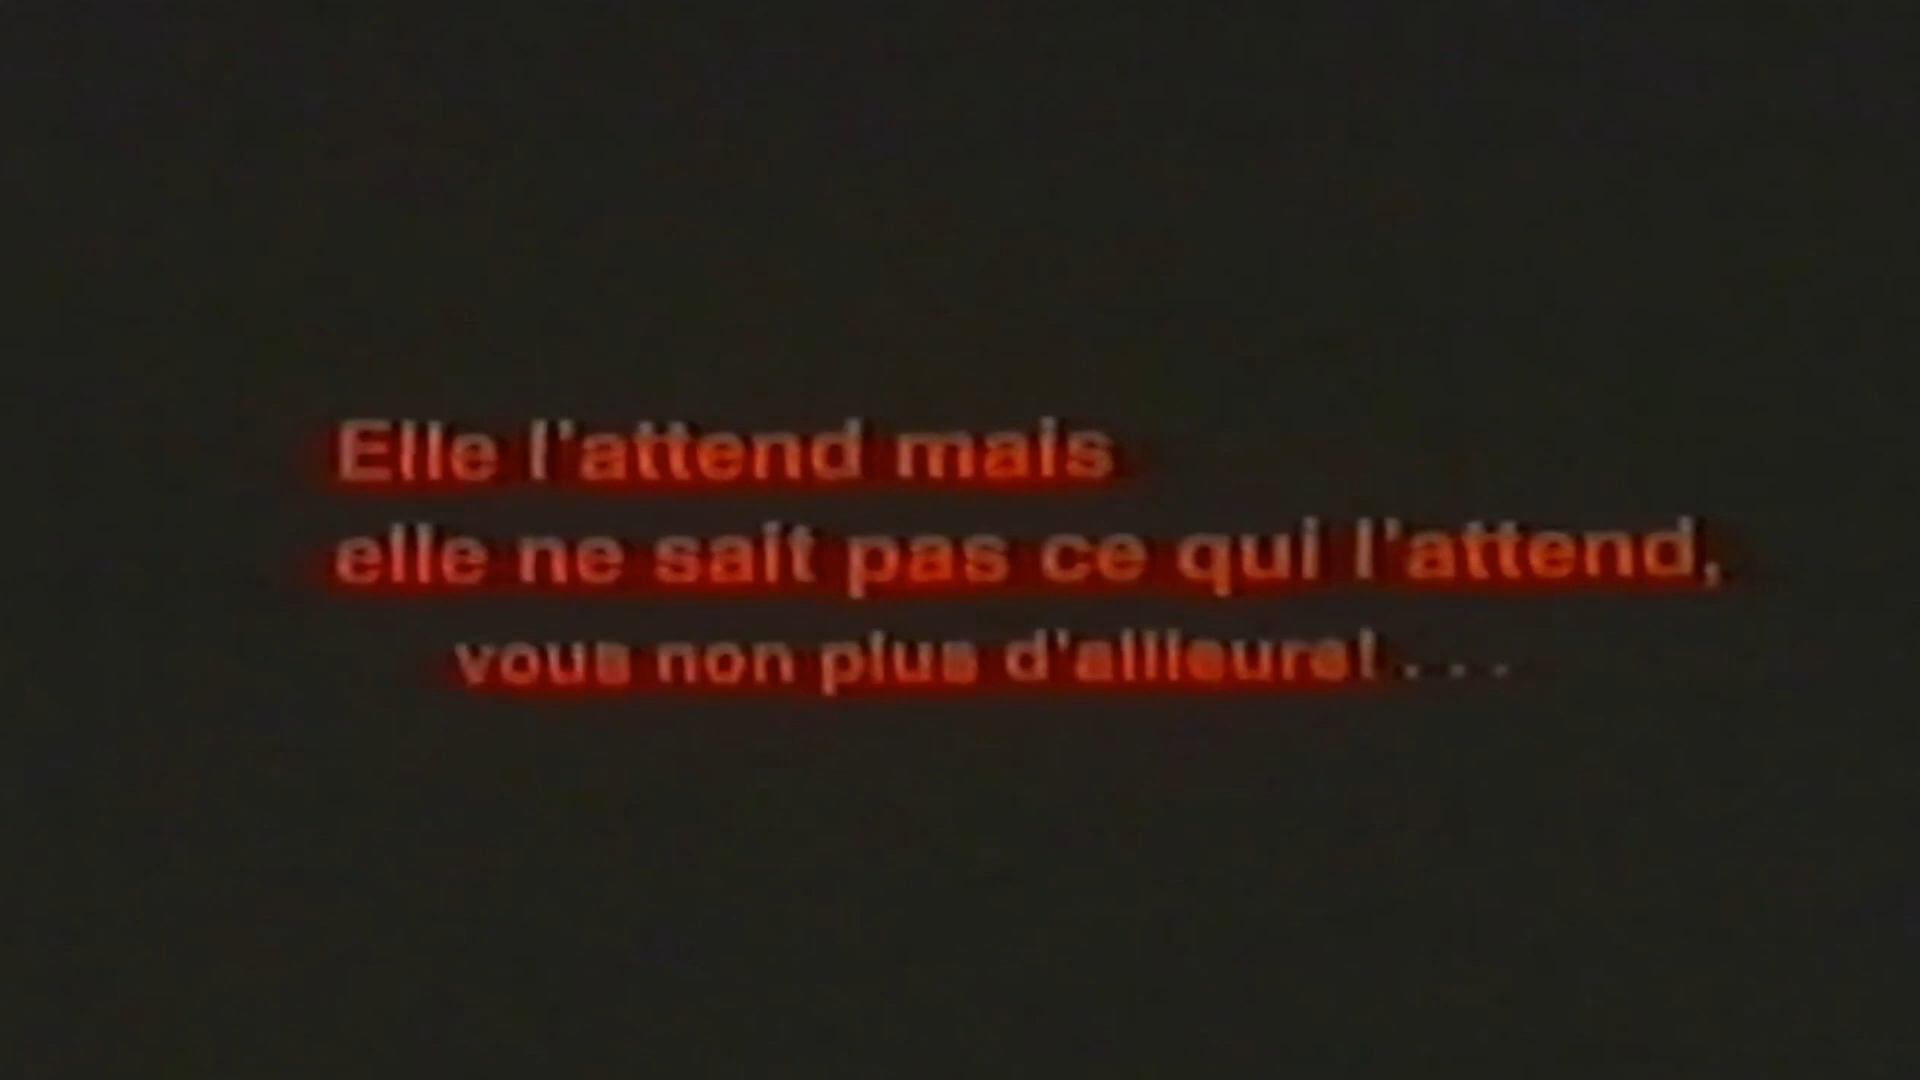 Elle l'attend mais
elle ne sait pas ce qui l'attend,
vous non plus d'ailleurs! . . .